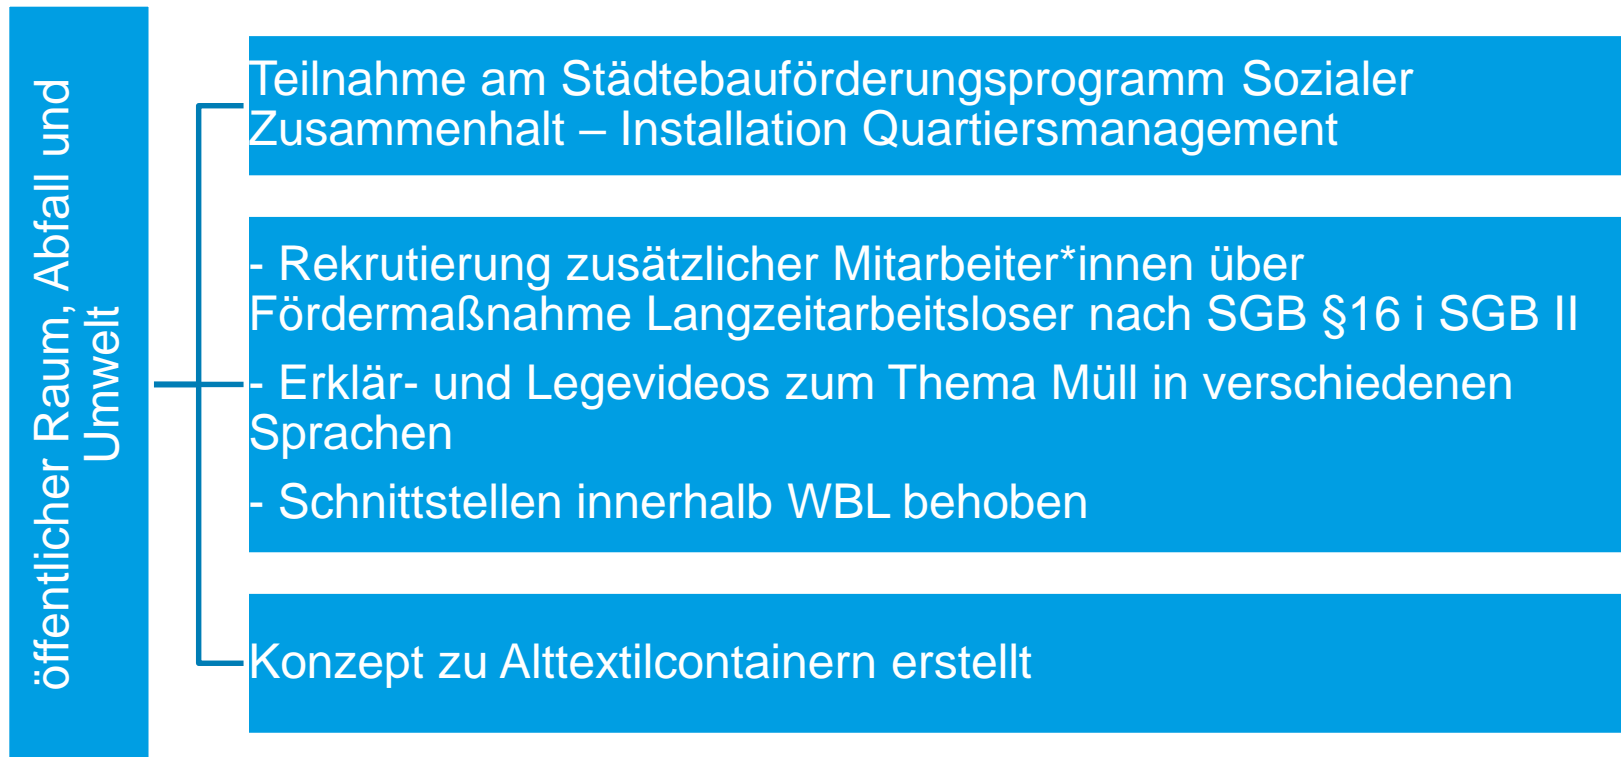 öffentlicher Raum, Abfall und
Umwelt
Teilnahme am Städtebauförderungsprogramm Sozialer
Zusammenhalt – Installation Quartiersmanagement
- Rekrutierung zusätzlicher Mitarbeiter*innen über
Fördermaßnahme Langzeitarbeitsloser nach SGB §16 i SGB II
- Erklär- und Legevideos zum Thema Müll in verschiedenen
Sprachen
- Schnittstellen innerhalb WBL behoben
Konzept zu Alttextilcontainern erstellt